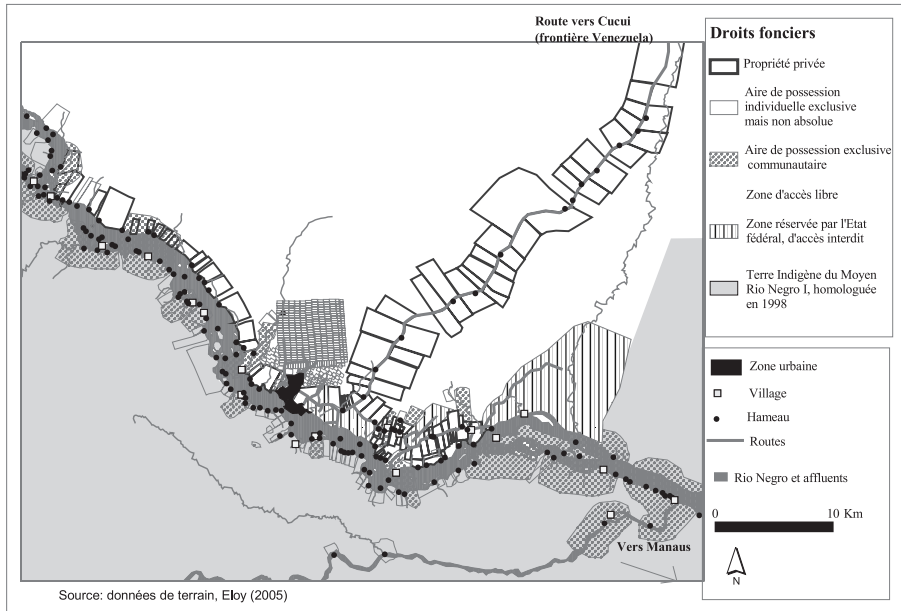 Route vers Cucui
(frontière Venezuela)
Droits fonciers
Propriété privée
Aire de possession
individuelle exclusive
mais non absolue
Aire de possession exclusive
communautaire
Zone d'accès libre
Zone réservée par l'Etat
fédéral, d'accès interdit
Terre Indigène du Moyen
Rio Negro I, homologuée
en 1998
Zone urbaine
Village
Hameau
Routes
Rio Negro et affluents
0 10 Km
N
Vers Manaus
Source: données de terrain, Eloy (2005)